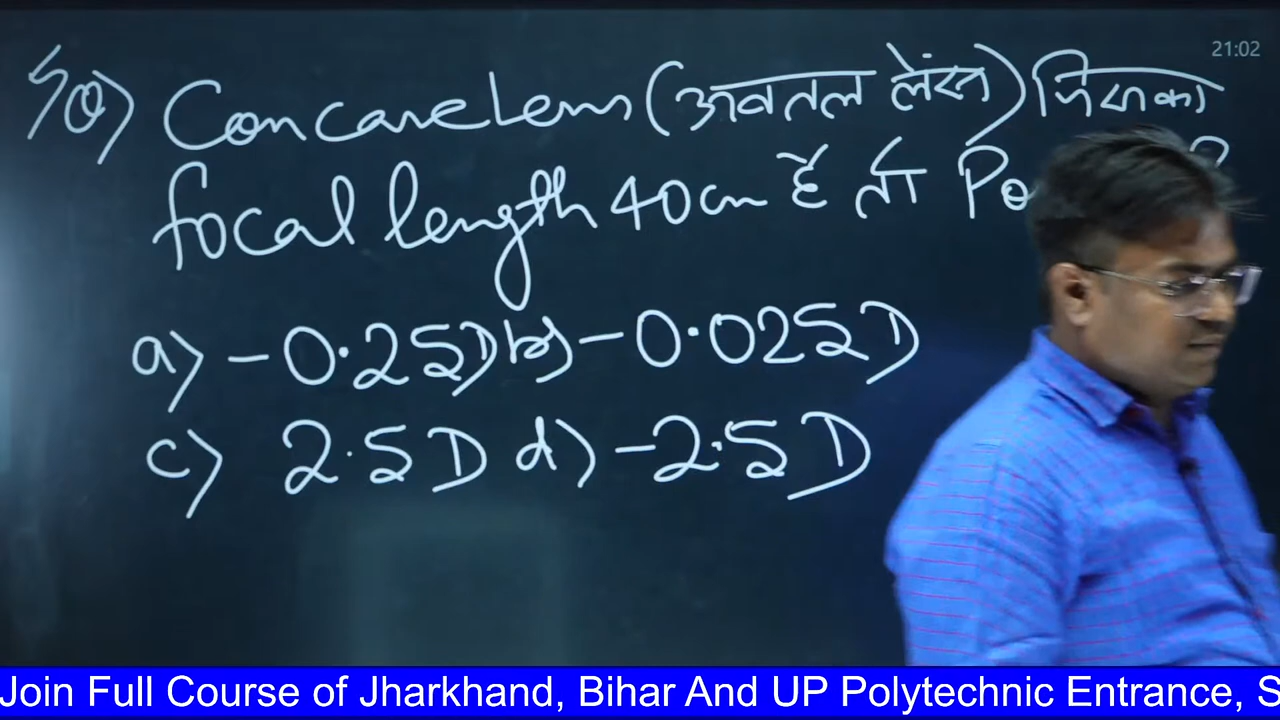 21:02
Q) Concave Lens (अवतल लेंस) जिसका
focal length 40cm है तो Po
a) -0.25D b) -0.025D
c) 2.5D d) -2.5D
Join Full Course of Jharkhand, Bihar And UP Polytechnic Entrance, S